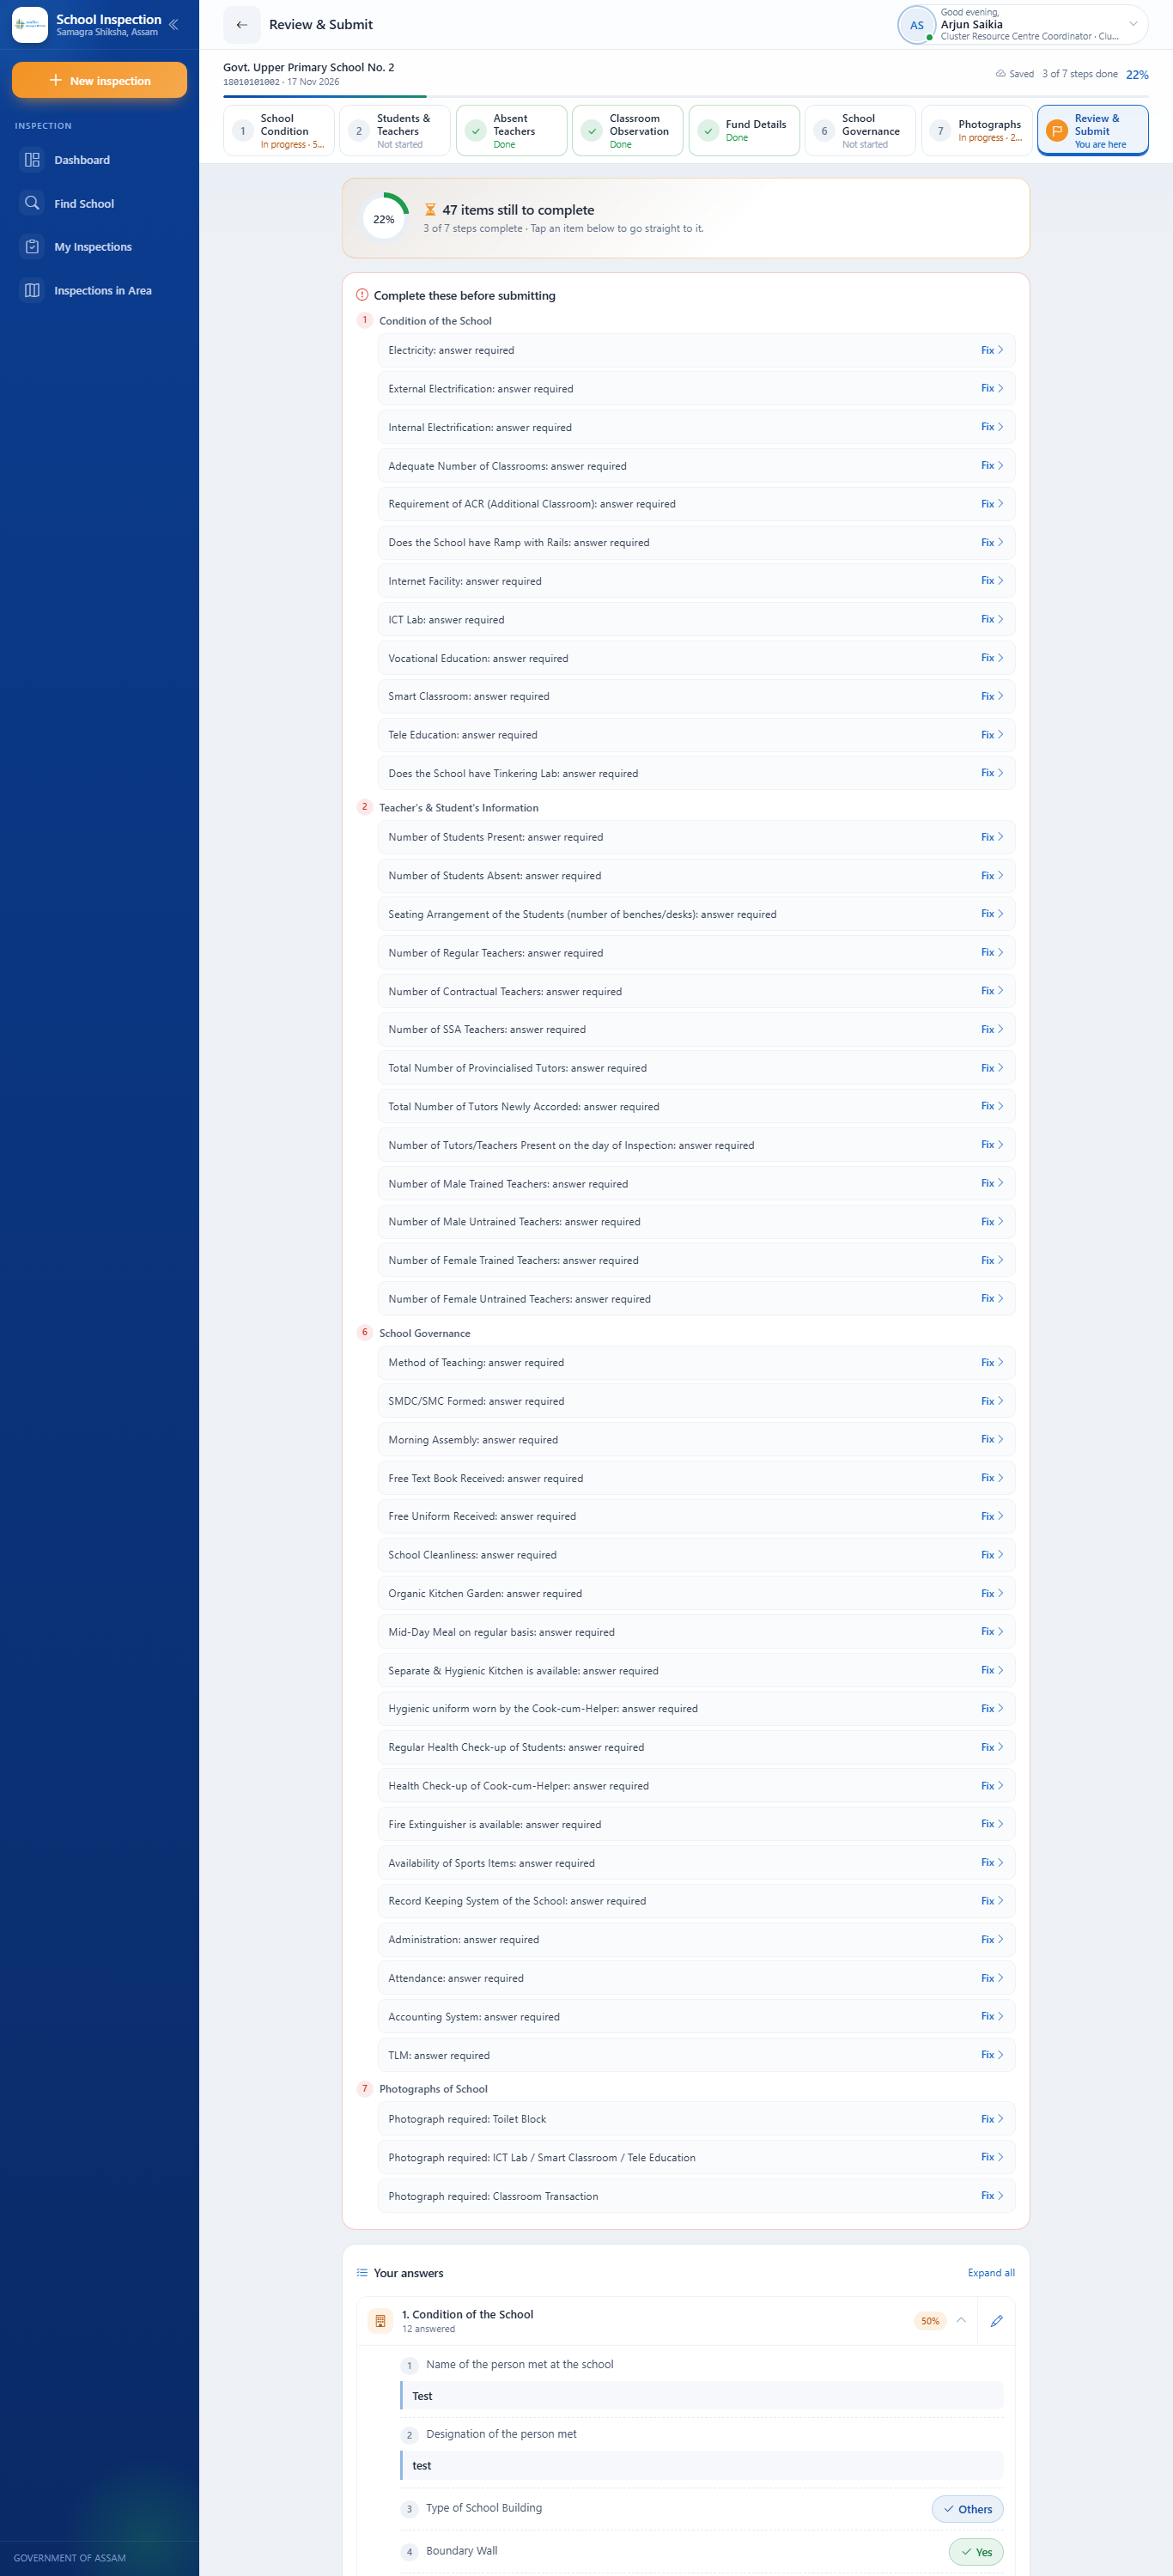 School Inspection
Samagra Shiksha, Assam
New inspection
INSPECTION
Dashboard
Find School
My Inspections
Inspections in Area
GOVERNMENT OF ASSAM
Review & Submit
AS
Good evening,
Arjun Saikia
Cluster Resource Centre Coordinator · Clu...
Govt. Upper Primary School No. 2
18010101002 · 17 Nov 2026
Saved
3 of 7 steps done
22%
1
School Condition
In progress · 5...
2
Students & Teachers
Not started
Absent Teachers
Done
Classroom Observation
Done
Fund Details
Done
6
School Governance
Not started
7
Photographs
In progress · 2...
Review & Submit
You are here
22%
47 items still to complete
3 of 7 steps complete · Tap an item below to go straight to it.
Complete these before submitting
1 Condition of the School
Electricity: answer required Fix
External Electrification: answer required Fix
Internal Electrification: answer required Fix
Adequate Number of Classrooms: answer required Fix
Requirement of ACR (Additional Classroom): answer required Fix
Does the School have Ramp with Rails: answer required Fix
Internet Facility: answer required Fix
ICT Lab: answer required Fix
Vocational Education: answer required Fix
Smart Classroom: answer required Fix
Tele Education: answer required Fix
Does the School have Tinkering Lab: answer required Fix
2 Teacher's & Student's Information
Number of Students Present: answer required Fix
Number of Students Absent: answer required Fix
Seating Arrangement of the Students (number of benches/desks): answer required Fix
Number of Regular Teachers: answer required Fix
Number of Contractual Teachers: answer required Fix
Number of SSA Teachers: answer required Fix
Total Number of Provincialised Tutors: answer required Fix
Total Number of Tutors Newly Accorded: answer required Fix
Number of Tutors/Teachers Present on the day of Inspection: answer required Fix
Number of Male Trained Teachers: answer required Fix
Number of Male Untrained Teachers: answer required Fix
Number of Female Trained Teachers: answer required Fix
Number of Female Untrained Teachers: answer required Fix
6 School Governance
Method of Teaching: answer required Fix
SMDC/SMC Formed: answer required Fix
Morning Assembly: answer required Fix
Free Text Book Received: answer required Fix
Free Uniform Received: answer required Fix
School Cleanliness: answer required Fix
Organic Kitchen Garden: answer required Fix
Mid-Day Meal on regular basis: answer required Fix
Separate & Hygienic Kitchen is available: answer required Fix
Hygienic uniform worn by the Cook-cum-Helper: answer required Fix
Regular Health Check-up of Students: answer required Fix
Health Check-up of Cook-cum-Helper: answer required Fix
Fire Extinguisher is available: answer required Fix
Availability of Sports Items: answer required Fix
Record Keeping System of the School: answer required Fix
Administration: answer required Fix
Attendance: answer required Fix
Accounting System: answer required Fix
TLM: answer required Fix
7 Photographs of School
Photograph required: Toilet Block Fix
Photograph required: ICT Lab / Smart Classroom / Tele Education Fix
Photograph required: Classroom Transaction Fix
Your answers
Expand all
1. Condition of the School
12 answered
50%
1 Name of the person met at the school
Test
2 Designation of the person met
test
3 Type of School Building Others
4 Boundary Wall Yes